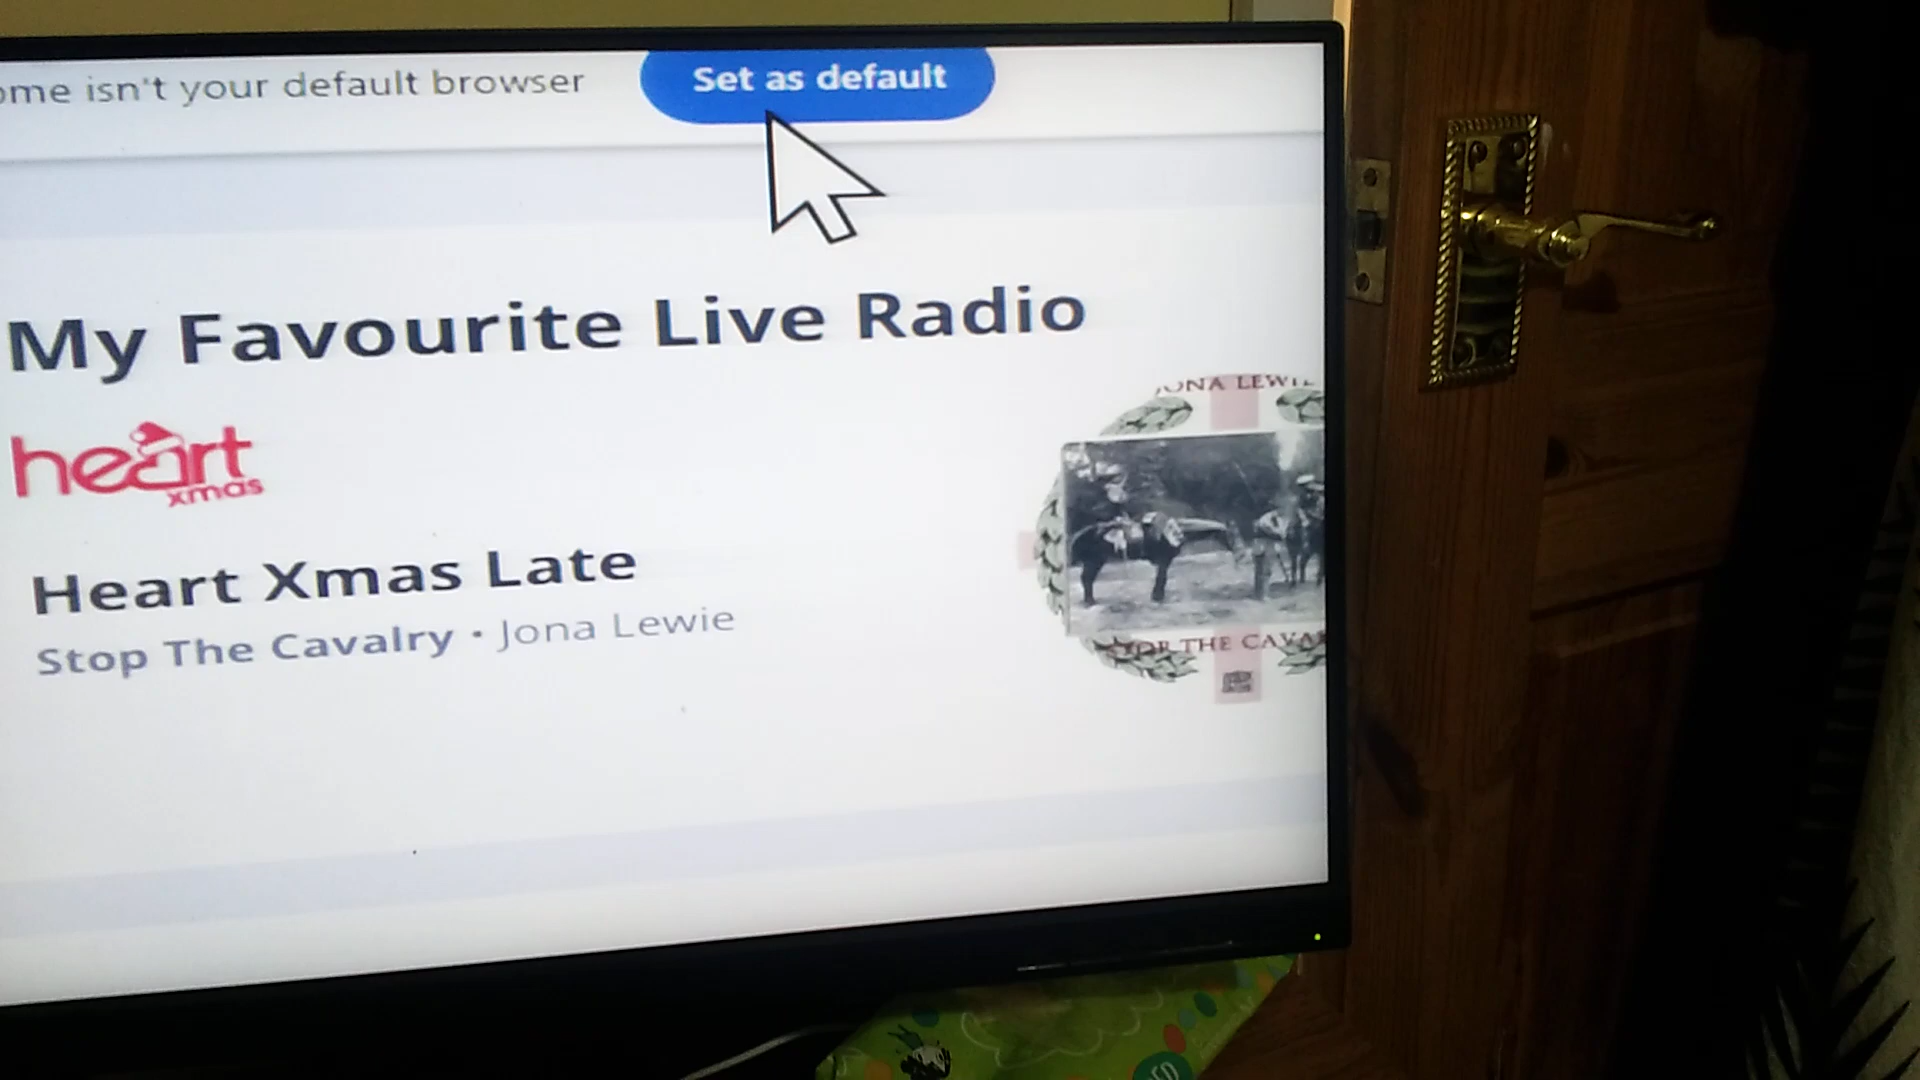 isn't your default browser
Set as default
My Favourite Live Radio
heart
xmas
Heart Xmas Late
Stop The Cavalry • Jona Lewie
THE